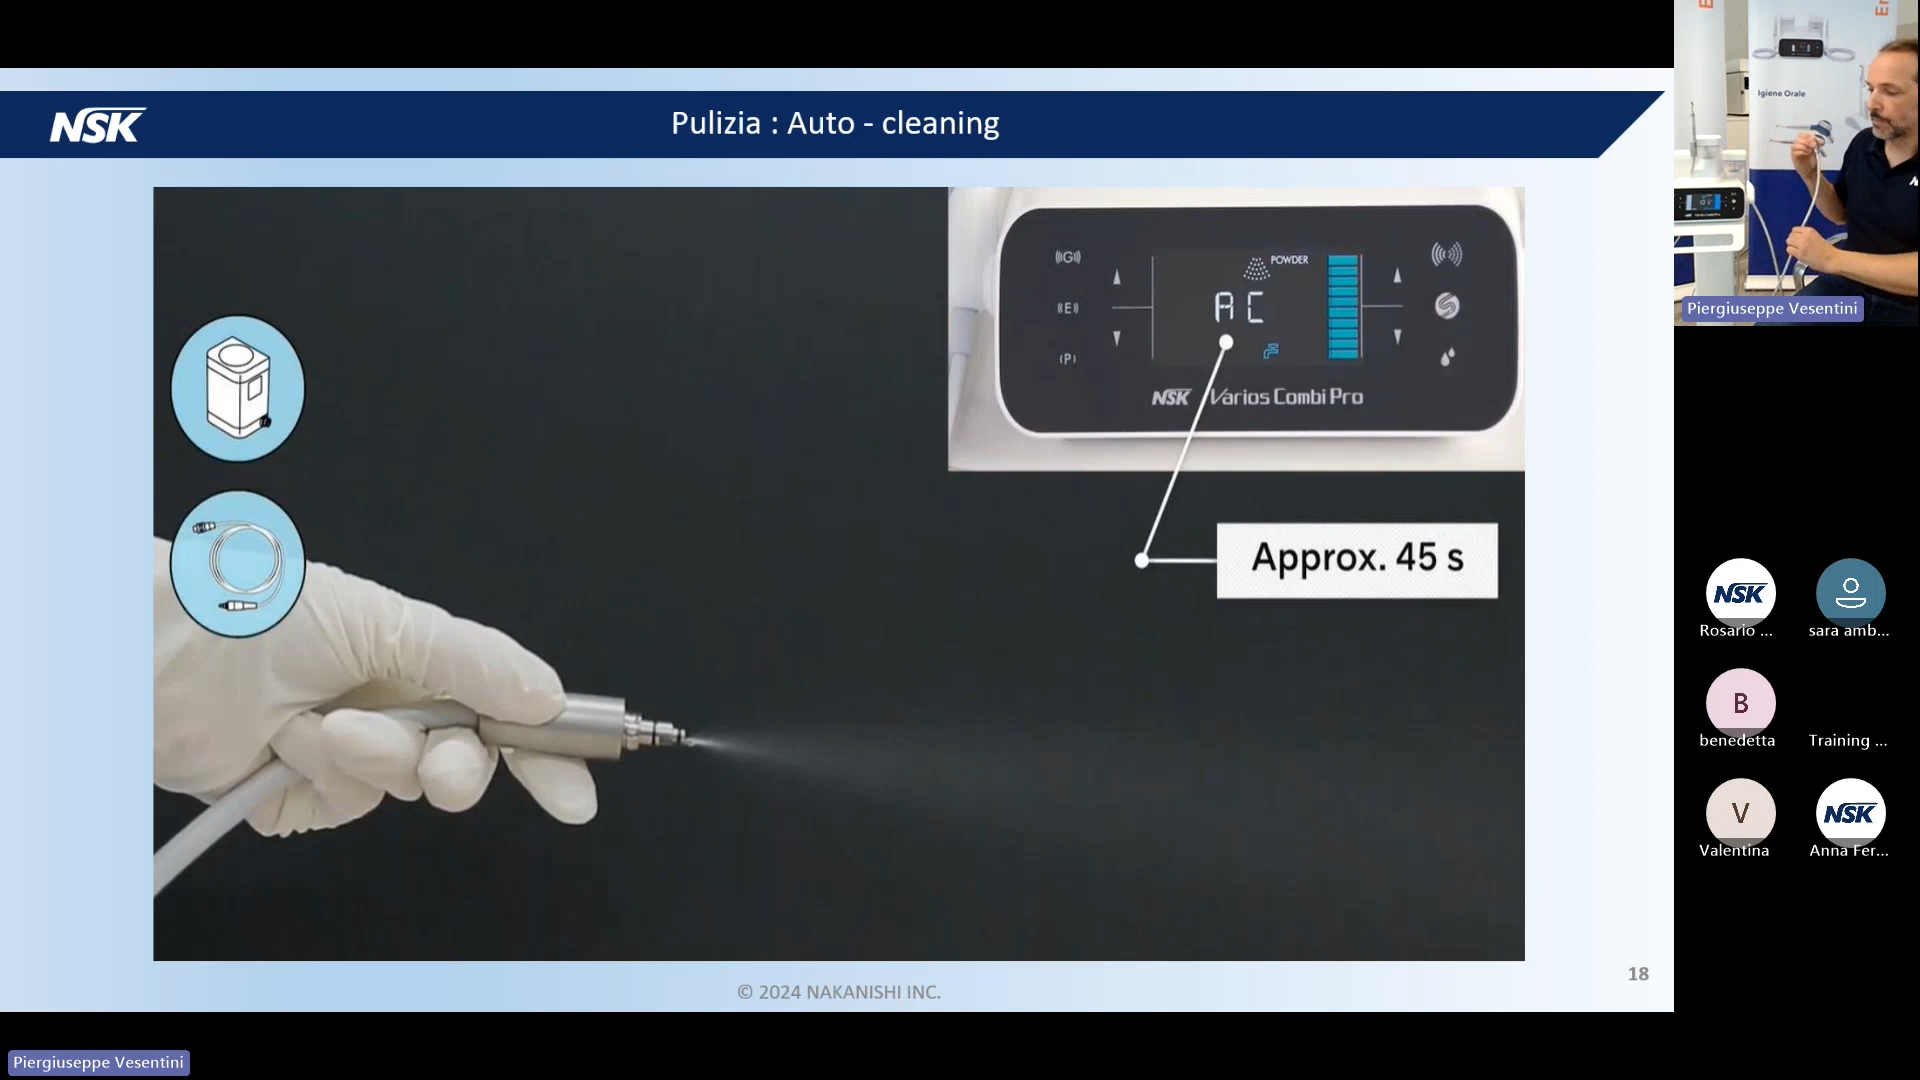 NSK
Pulizia : Auto - cleaning
POWDER
AC
G
E
P
NSK Varios Combi Pro
Approx. 45 s
© 2024 NAKANISHI INC.
18
Piergiuseppe Vesentini
Igiene Orale
Piergiuseppe Vesentini
NSK
Rosario ...
sara amb...
B
benedetta
Training ...
V
Valentina
NSK
Anna Fer...